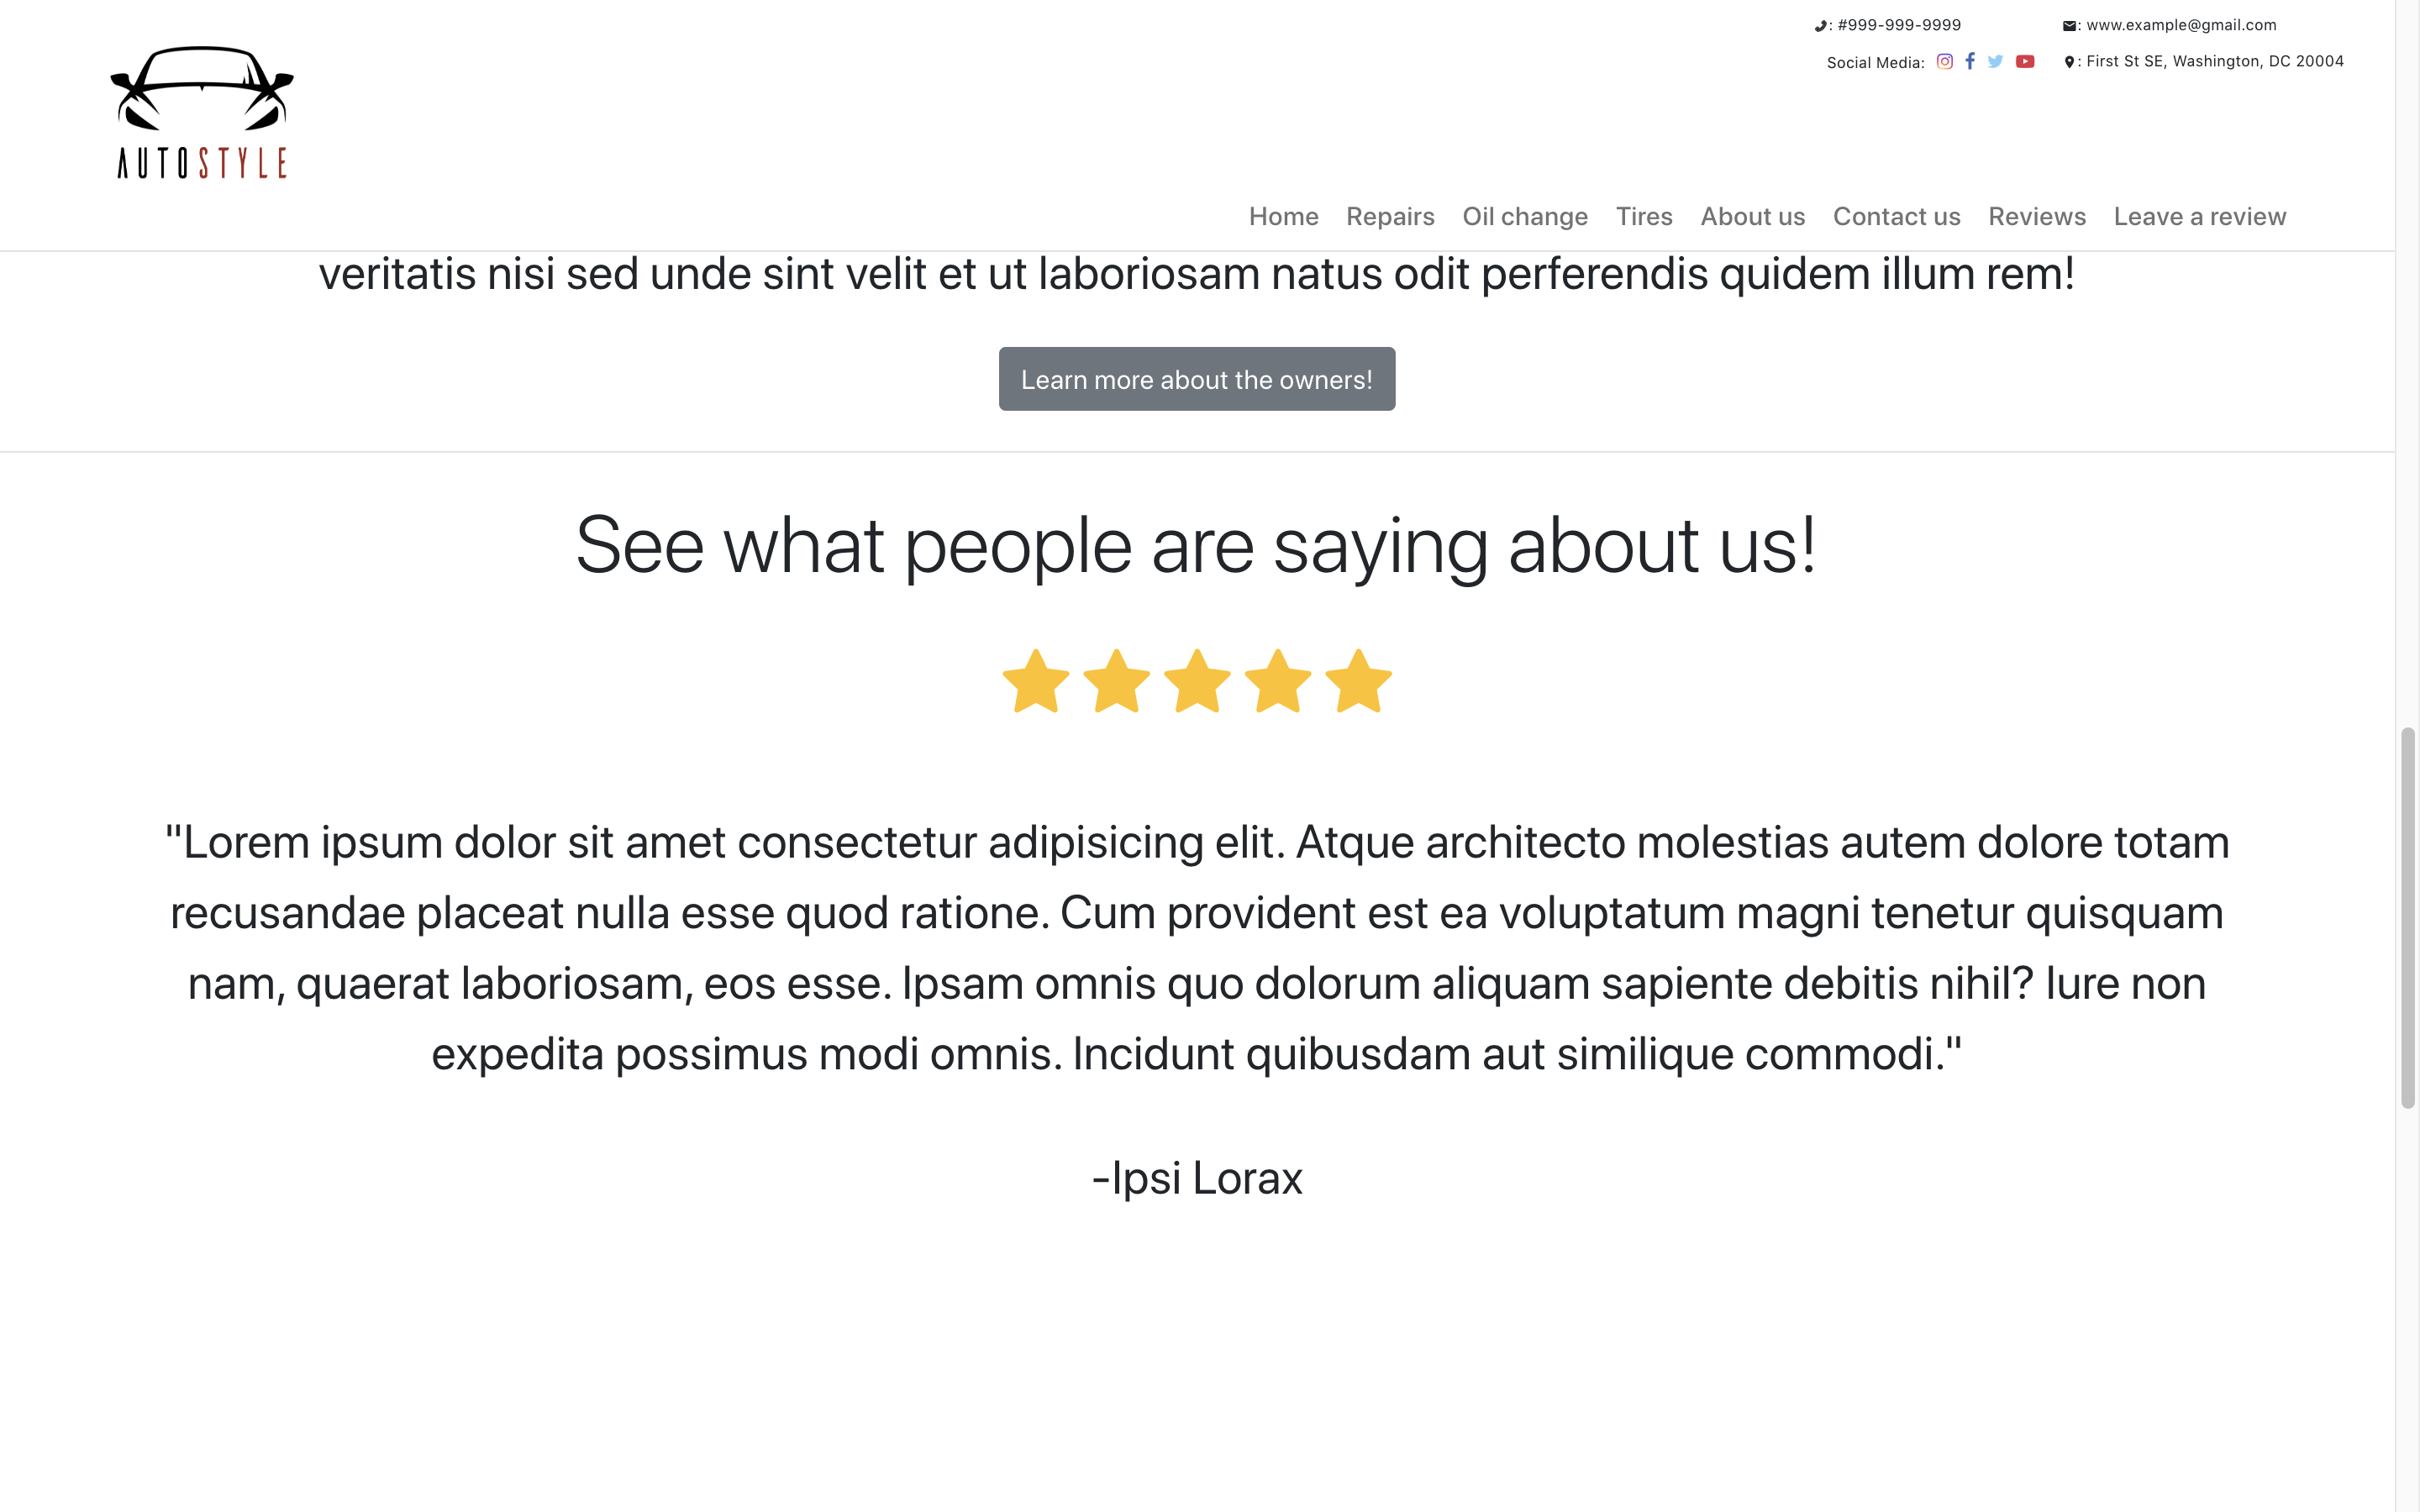 : #999-999-9999
: www.example@gmail.com
Social Media:
: First St SE, Washington, DC 20004
AUTOSTYLE
Home Repairs Oil change Tires About us Contact us Reviews Leave a review
veritatis nisi sed unde sint velit et ut laboriosam natus odit perferendis quidem illum rem!
Learn more about the owners!
See what people are saying about us!
"Lorem ipsum dolor sit amet consectetur adipisicing elit. Atque architecto molestias autem dolore totam
recusandae placeat nulla esse quod ratione. Cum provident est ea voluptatum magni tenetur quisquam
nam, quaerat laboriosam, eos esse. Ipsam omnis quo dolorum aliquam sapiente debitis nihil? Iure non
expedita possimus modi omnis. Incidunt quibusdam aut similique commodi."
-Ipsi Lorax